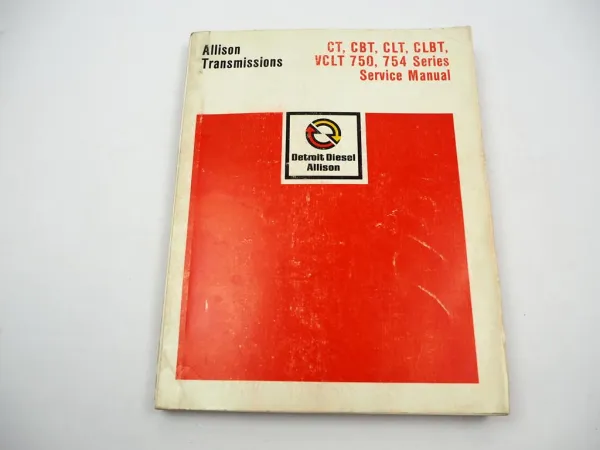 Allison
Transmissions
CT, CBT, CLT, CLBT,
VCLT 750, 754 Series
Service Manual
Detroit Diesel
Allison